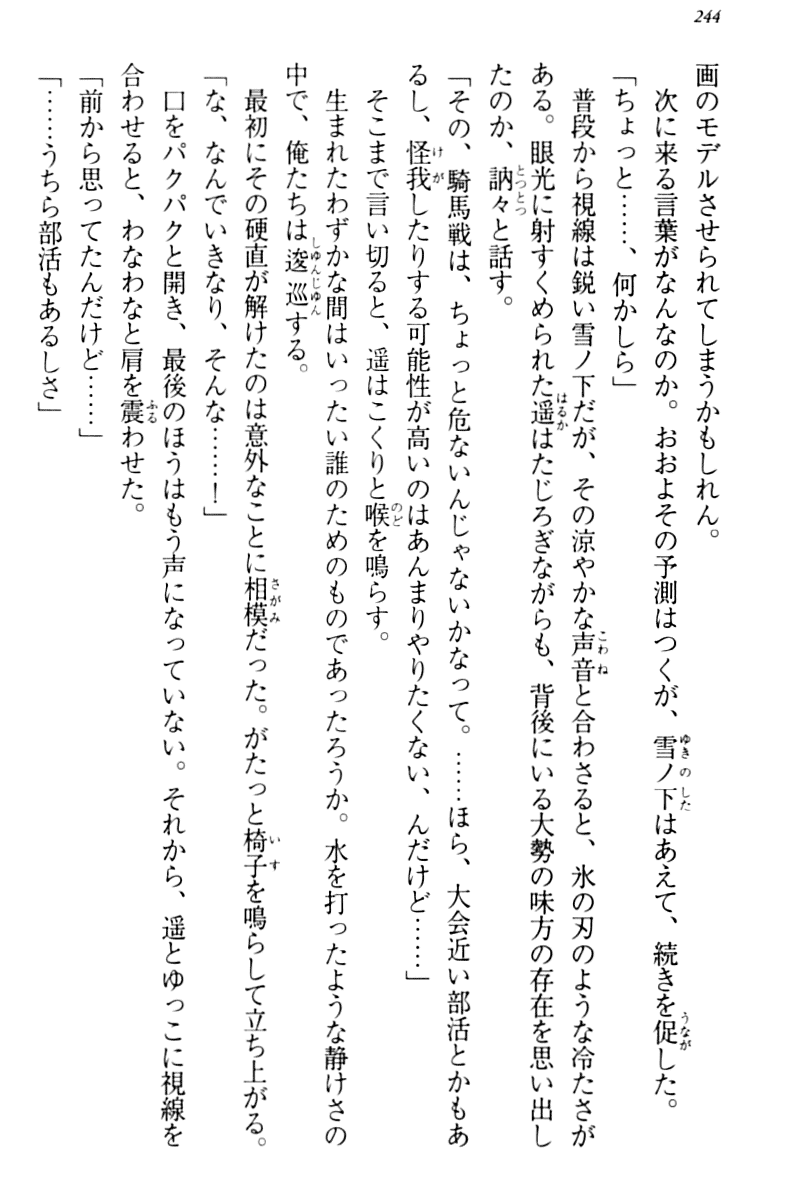 244
画のモデルさせられてしまうかもしれん。
次に来る言葉がなんなのか。おおよその予測はつくが、雪ノ下はあえて、続きを促した。
「ちょっと……、何かしら」
普段から視線は鋭い雪ノ下だが、その涼やかな声音と合わさると、氷の刃のような冷たさが
ある。眼光に射すくめられた遥はたじろぎながらも、背後にいる大勢の味方の存在を思い出し
たのか、訥々と話す。
「その、騎馬戦は、ちょっと危ないんじゃないかなって。……ほら、大会近い部活とかもあ
るし、怪我したりする可能性が高いのはあんまりやりたくない、んだけど……」
そこまで言い切ると、遥はこくりと喉を鳴らす。
生まれたわずかな間はいったい誰のためのものであったろうか。水を打ったような静けさの
中で、俺たちは逡巡する。
最初にその硬直が解けたのは意外なことに相模だった。がたっと椅子を鳴らして立ち上がる。
「な、なんでいきなり、そんな……！」
口をパクパクと開き、最後のほうはもう声になっていない。それから、遥とゆっこに視線を
合わせると、わなわなと肩を震わせた。
「前から思ってたんだけど……」
「……うちら部活もあるしさ」